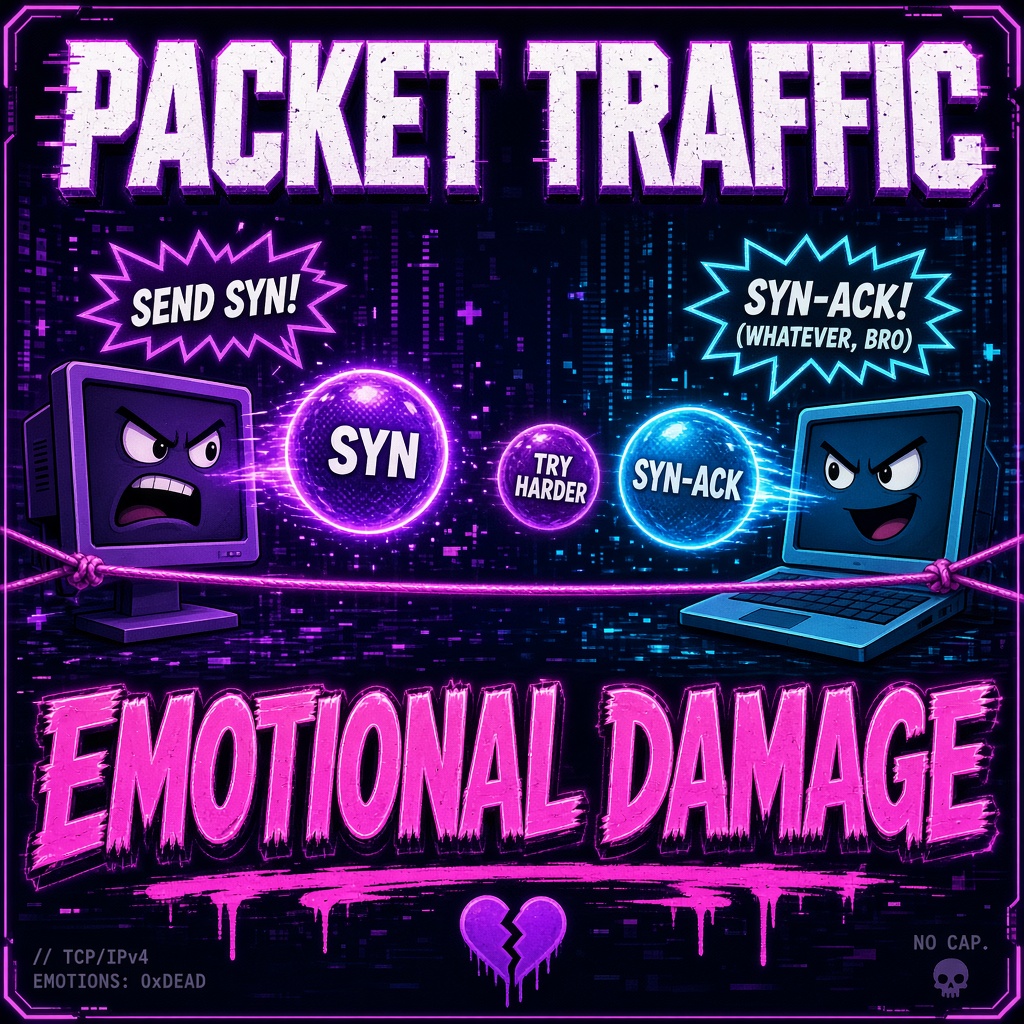 PACKET TRAFFIC
SEND SYN!
SYN-ACK!
(WHATEVER, BRO)
SYN
TRY
HARDER
SYN-ACK
EMOTIONAL DAMAGE
// TCP/IPv4
EMOTIONS: 0xDEAD
NO CAP.